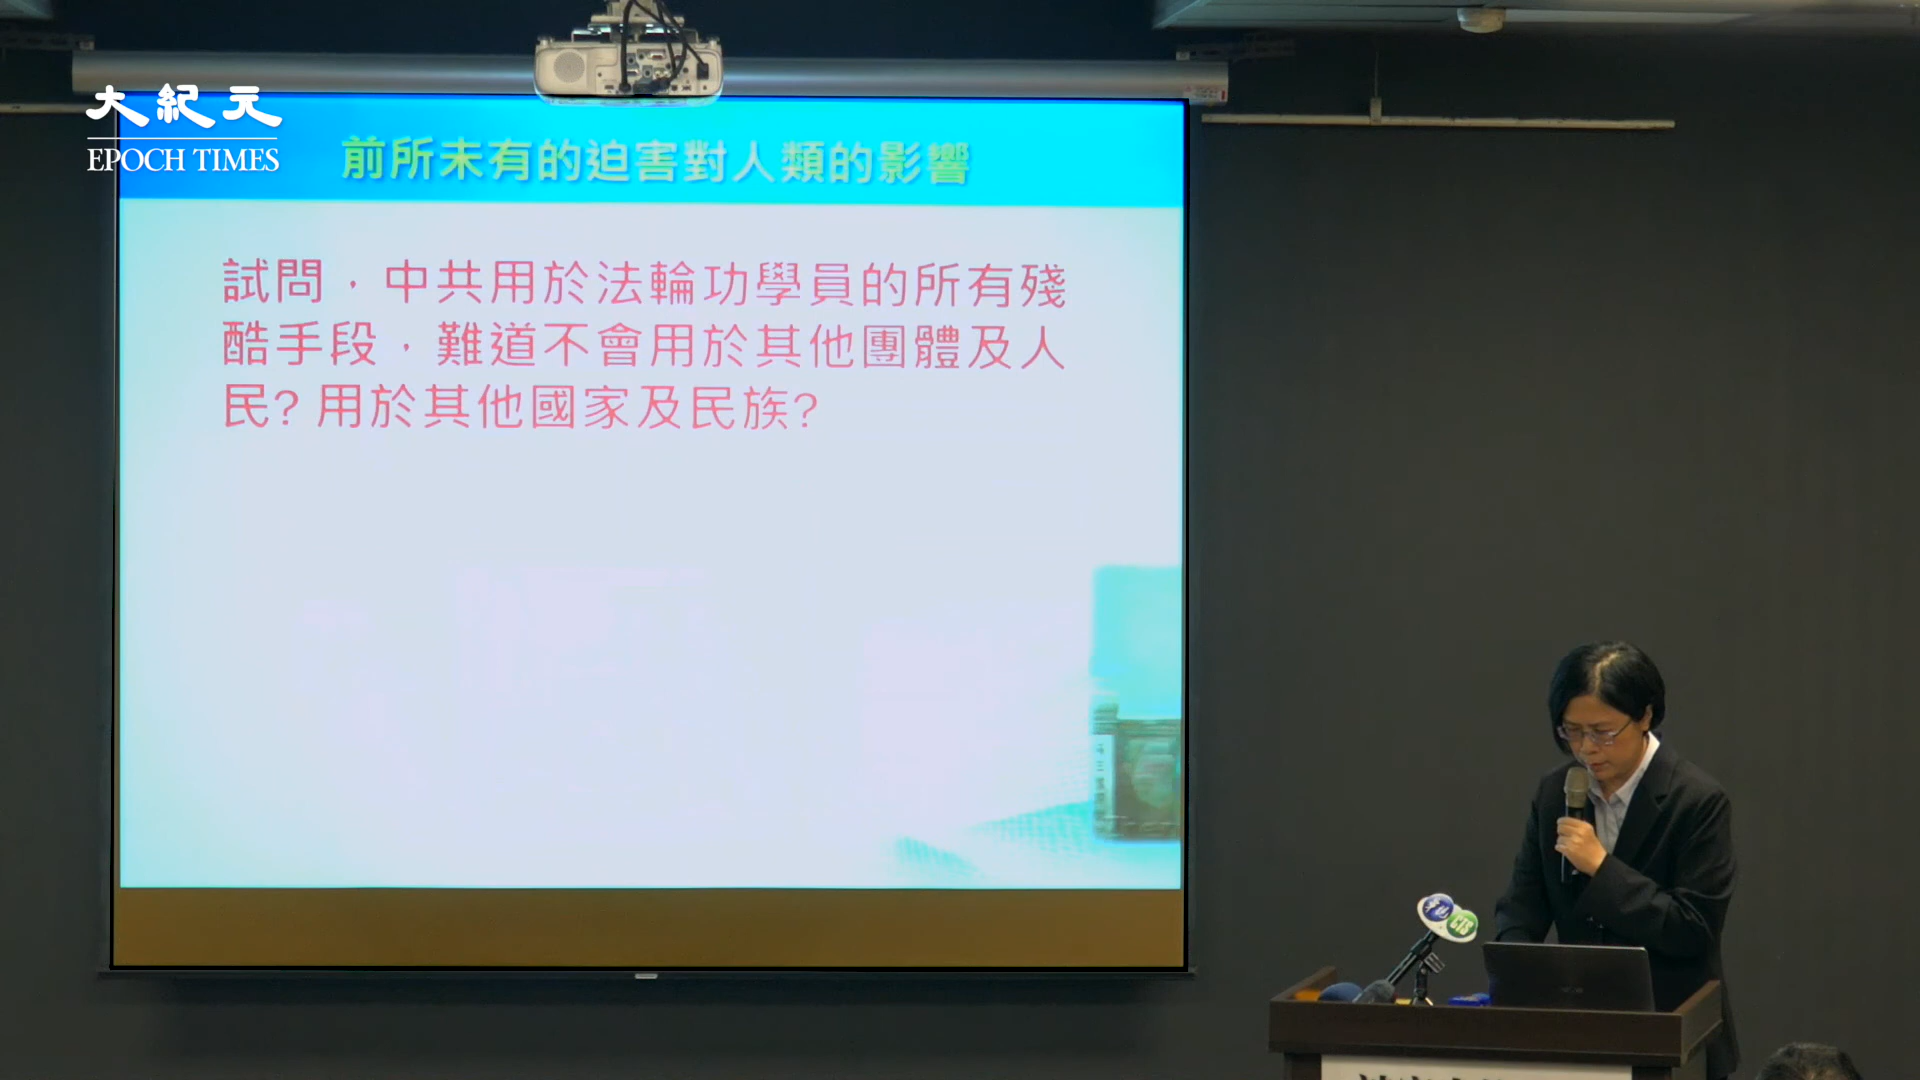 大紀元
EPOCH TIMES
前所未有的迫害對人類的影響
試問，中共用於法輪功學員的所有殘
酷手段，難道不會用於其他團體及人
民? 用於其他國家及民族?
CTS